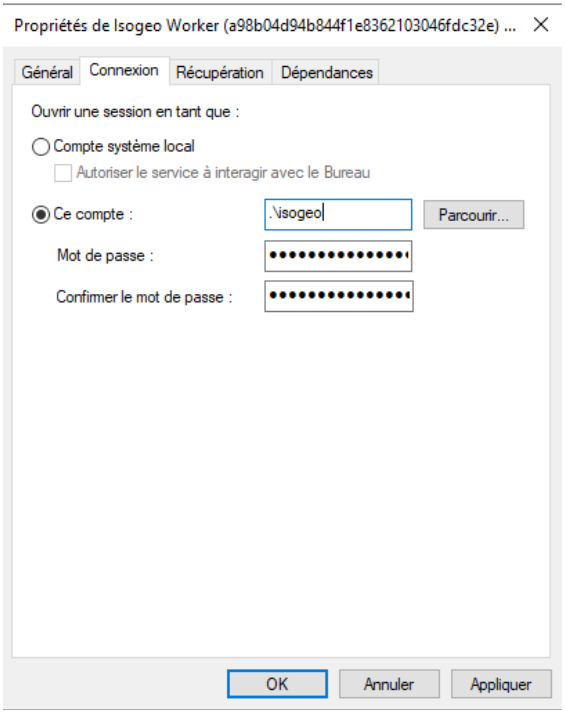 Propriétés de Isogeo Worker (a98b04d94b844f1e8362103046fdc32e) ...
Général Connexion Récupération Dépendances
Ouvrir une session en tant que :
Compte système local
Autoriser le service à interagir avec le Bureau
Ce compte : .\isogeo Parcourir...
Mot de passe : ●●●●●●●●●●●●●●●
Confirmer le mot de passe : ●●●●●●●●●●●●●●●
OK Annuler Appliquer